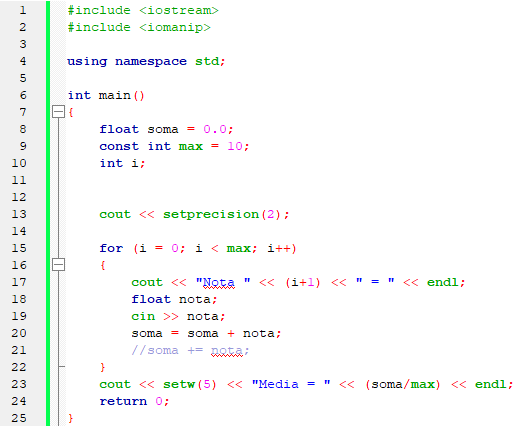 1 #include <iostream>
2 #include <iomanip>
3
4 using namespace std;
5
6 int main()
7 {
8 float soma = 0.0;
9 const int max = 10;
10 int i;
11
12
13 cout << setprecision(2);
14
15 for (i = 0; i < max; i++)
16 {
17 cout << "Nota " << (i+1) << " = " << endl;
18 float nota;
19 cin >> nota;
20 soma = soma + nota;
21 //soma += nota;
22 }
23 cout << setw(5) << "Media = " << (soma/max) << endl;
24 return 0;
25 }